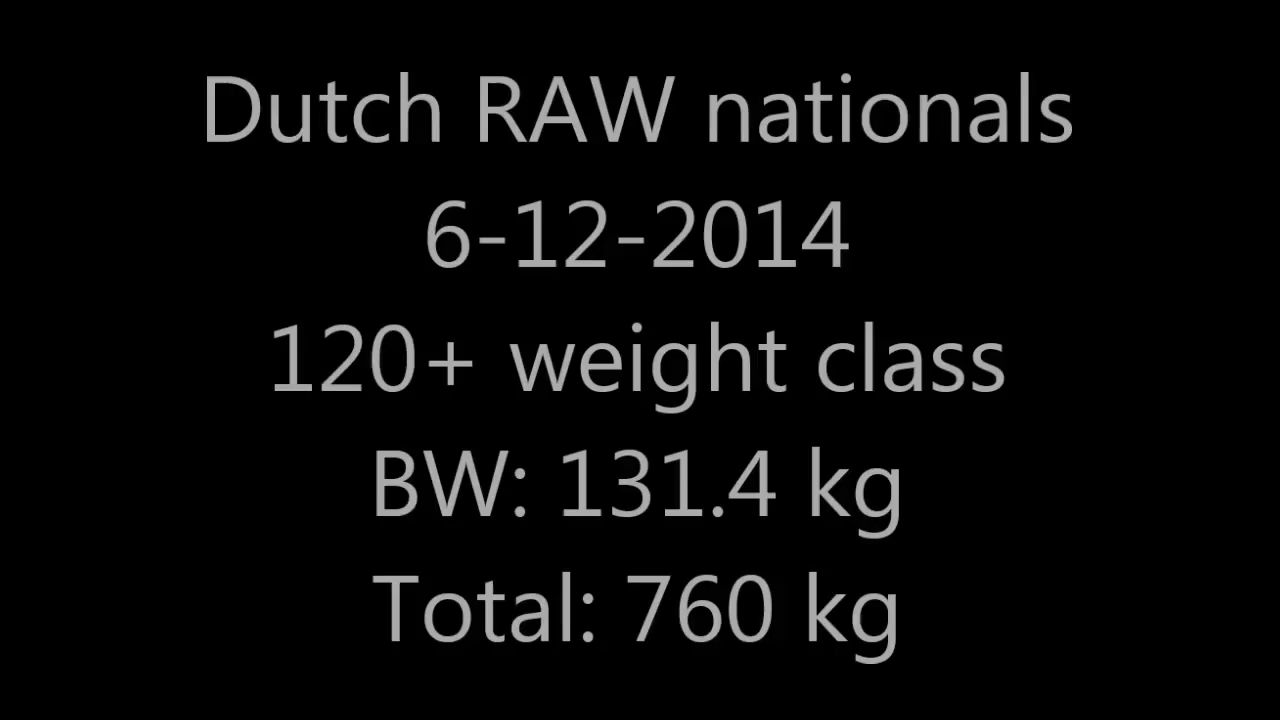 Dutch RAW nationals
6-12-2014
120+ weight class
BW: 131.4 kg
Total: 760 kg